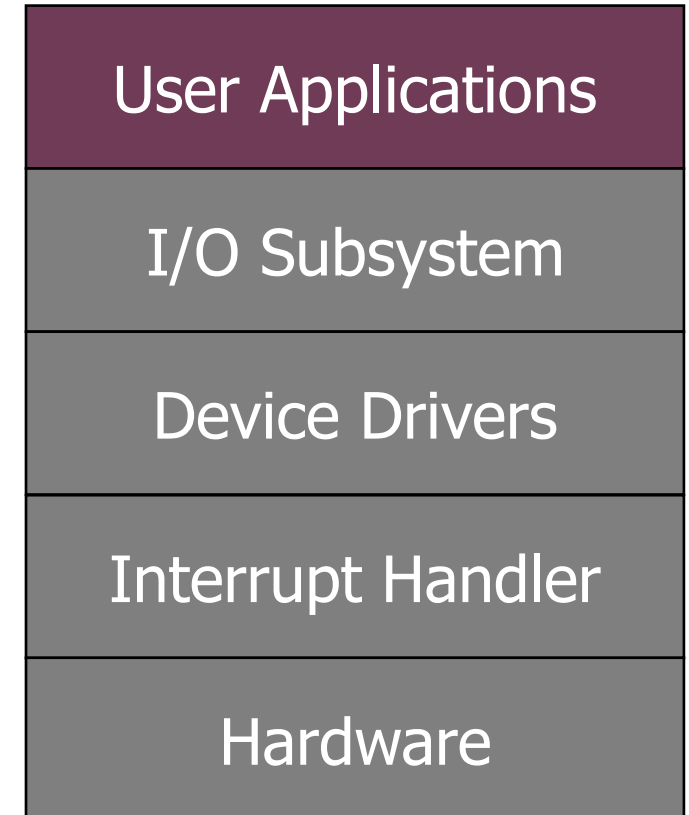 User Applications
I/O Subsystem
Device Drivers
Interrupt Handler
Hardware